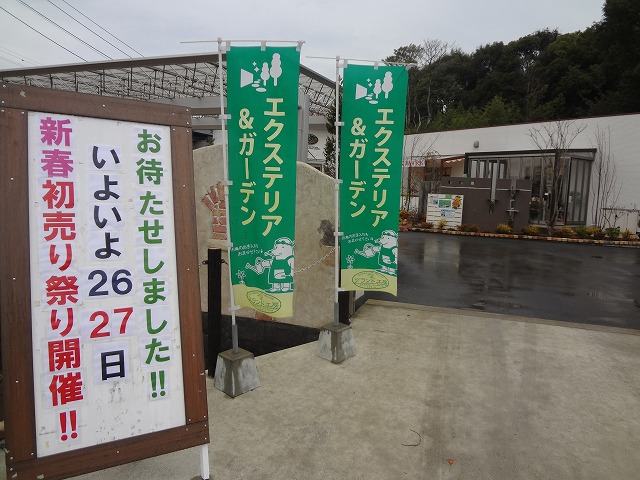 お待たせしました!!
いよいよ26
27日
新春初売り祭り開催!!
エクステリア
&ガーデン
エクステリア
&ガーデン